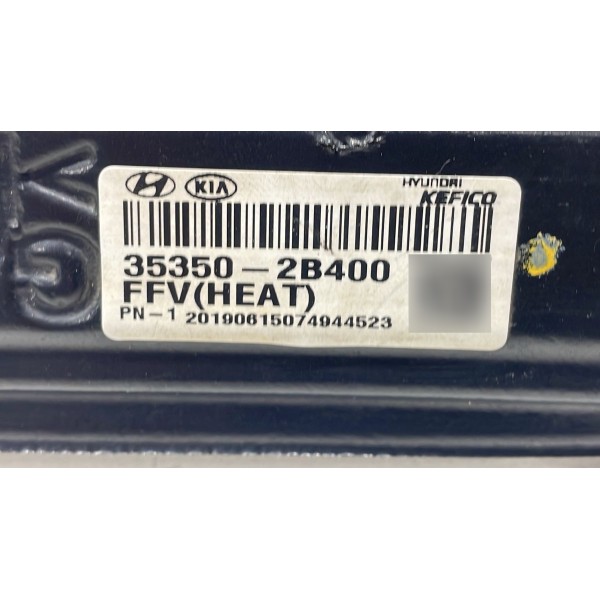 KIA
HYUNDAI
KEFICO
35350-2B400
FFV(HEAT)
PN-1 20190615074944523